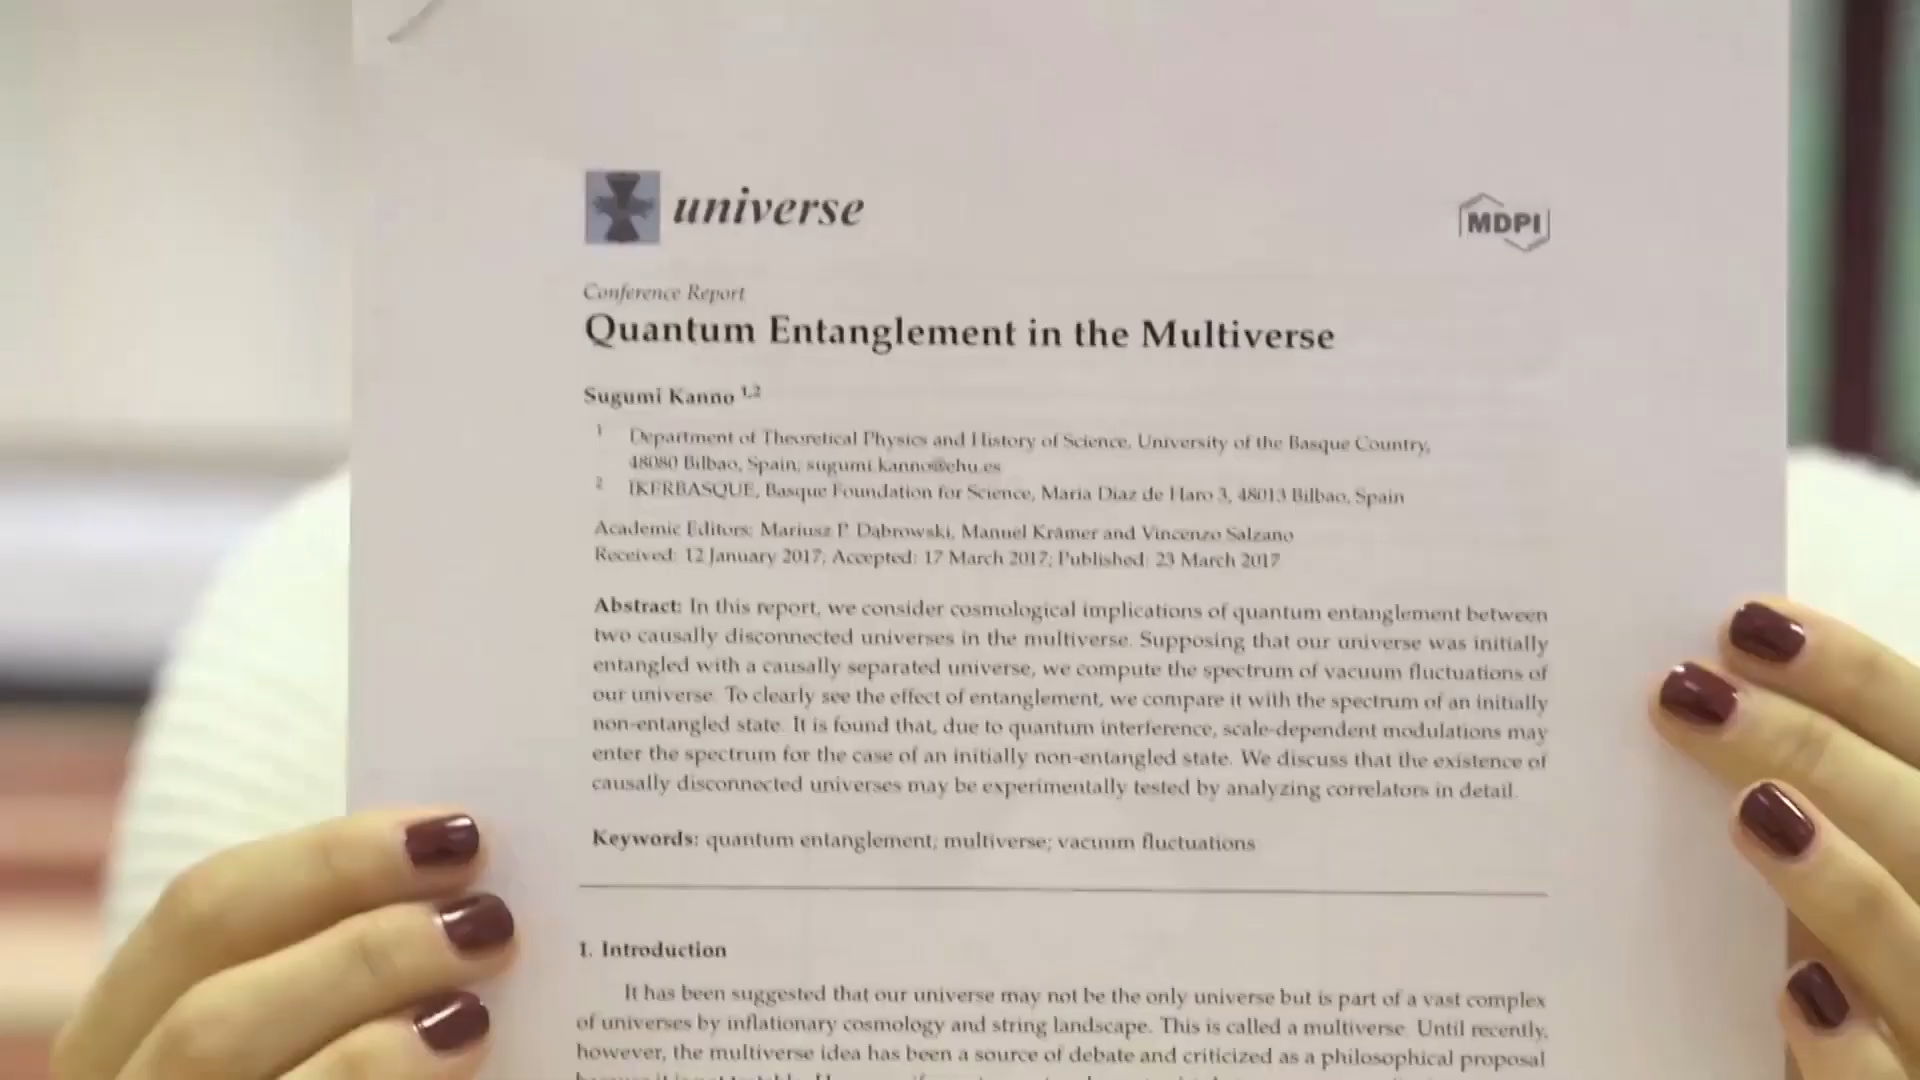 universe
MDPI
Conference Report
Quantum Entanglement in the Multiverse
Sugumi Kanno 1,2
1 Department of Theoretical Physics and History of Science, University of the Basque Country,
48080 Bilbao, Spain; sugumi.kanno@ehu.es
2 IKERBASQUE, Basque Foundation for Science, Maria Diaz de Haro 3, 48013 Bilbao, Spain
Academic Editors: Mariusz P. Dąbrowski, Manuel Krämer and Vincenzo Salzano
Received: 12 January 2017; Accepted: 17 March 2017; Published: 23 March 2017
Abstract: In this report, we consider cosmological implications of quantum entanglement between
two causally disconnected universes in the multiverse. Supposing that our universe was initially
entangled with a causally separated universe, we compute the spectrum of vacuum fluctuations of
our universe. To clearly see the effect of entanglement, we compare it with the spectrum of an initially
non-entangled state. It is found that, due to quantum interference, scale-dependent modulations may
enter the spectrum for the case of an initially non-entangled state. We discuss that the existence of
causally disconnected universes may be experimentally tested by analyzing correlators in detail.
Keywords: quantum entanglement; multiverse; vacuum fluctuations
1. Introduction
It has been suggested that our universe may not be the only universe but is part of a vast complex
of universes by inflationary cosmology and string landscape. This is called a multiverse. Until recently,
however, the multiverse idea has been a source of debate and criticized as a philosophical proposal